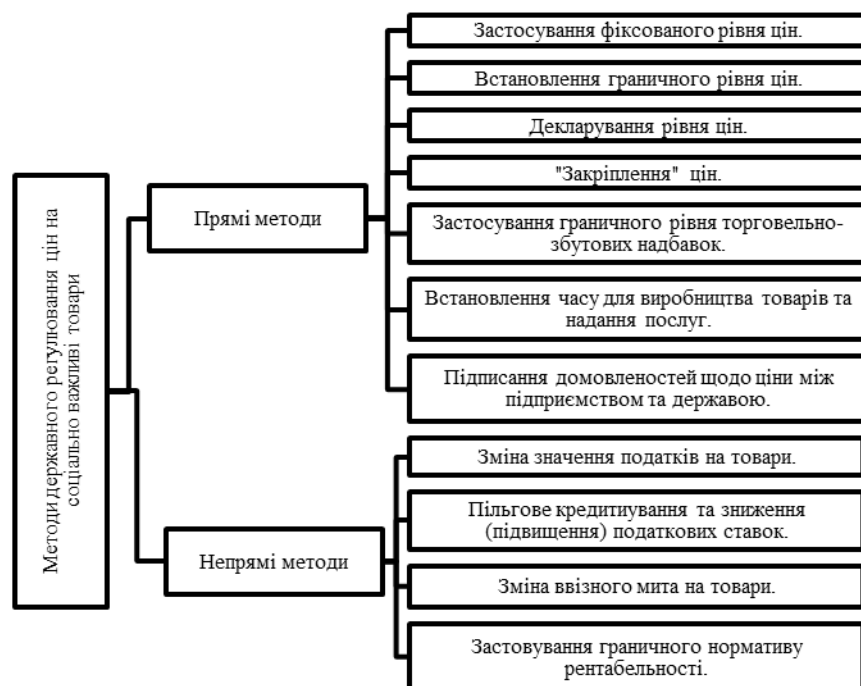 Методи державного регулювання цін на
соціально важливі товари
Прямі методи
Застосування фіксованого рівня цін.
Встановлення граничного рівня цін.
Декларування рівня цін.
"Закріплення" цін.
Застосування граничного рівня торговельно-
збутових надбавок.
Встановлення часу для виробництва товарів та
надання послуг.
Підписання домовленостей щодо ціни між
підприємством та державою.
Непрямі методи
Зміна значення податків на товари.
Пільгове кредитиування та зниження
(підвищення) податкових ставок.
Зміна ввізного мита на товари.
Застовування граничного нормативу
рентабельності.